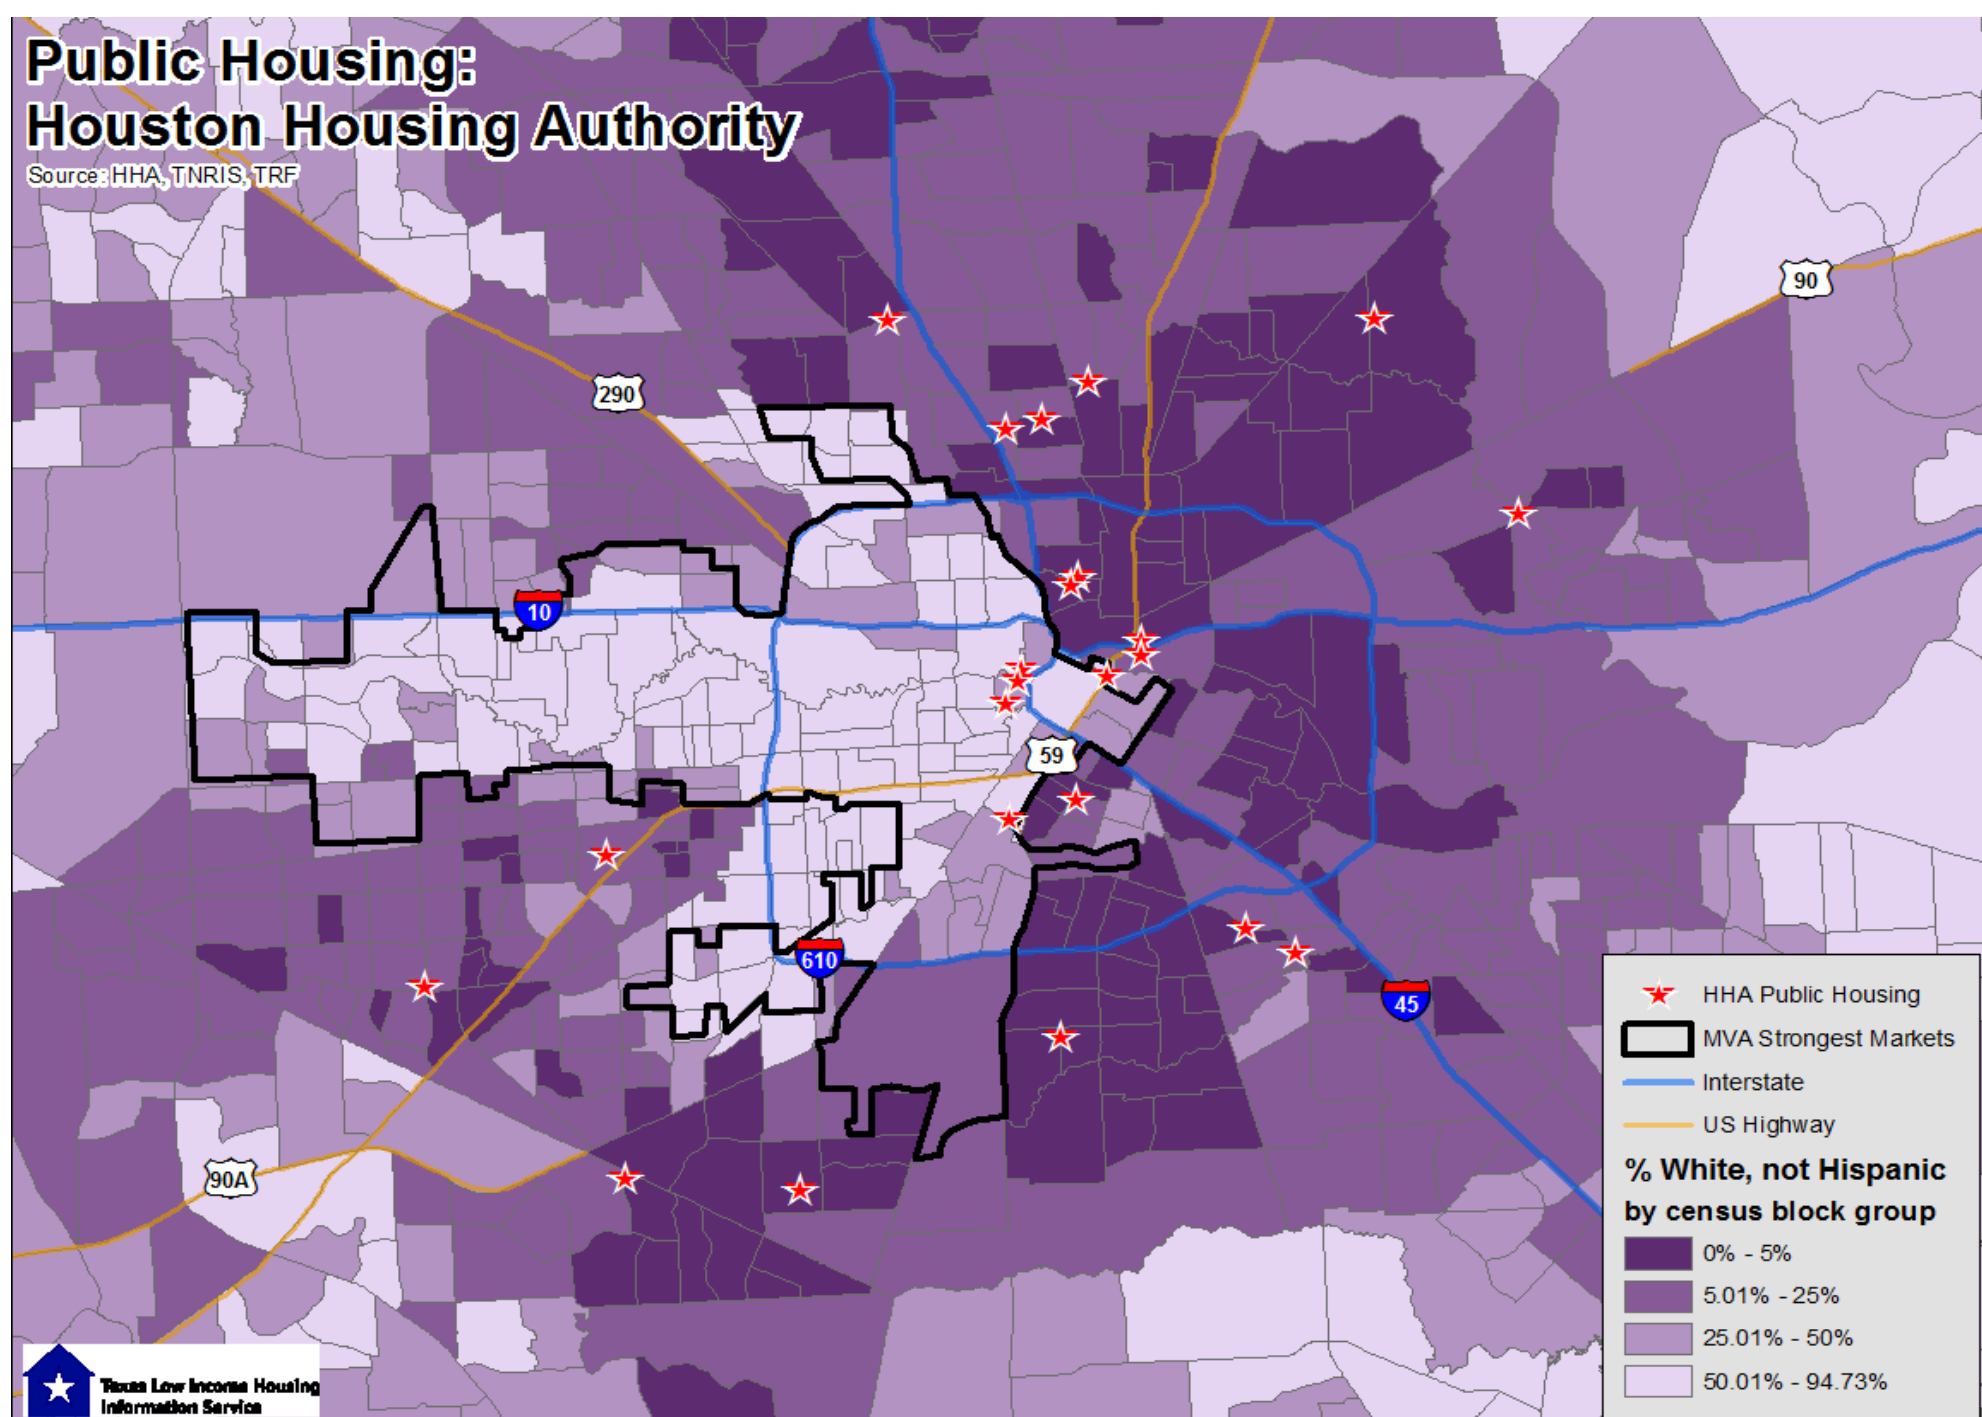 Public Housing:
Houston Housing Authority
Source: HHA, TNRIS, TRF
90
290
10
59
610
45
90A
HHA Public Housing
MVA Strongest Markets
Interstate
US Highway
% White, not Hispanic
by census block group
0% - 5%
5.01% - 25%
25.01% - 50%
50.01% - 94.73%
Texas Low Income Housing
Information Service